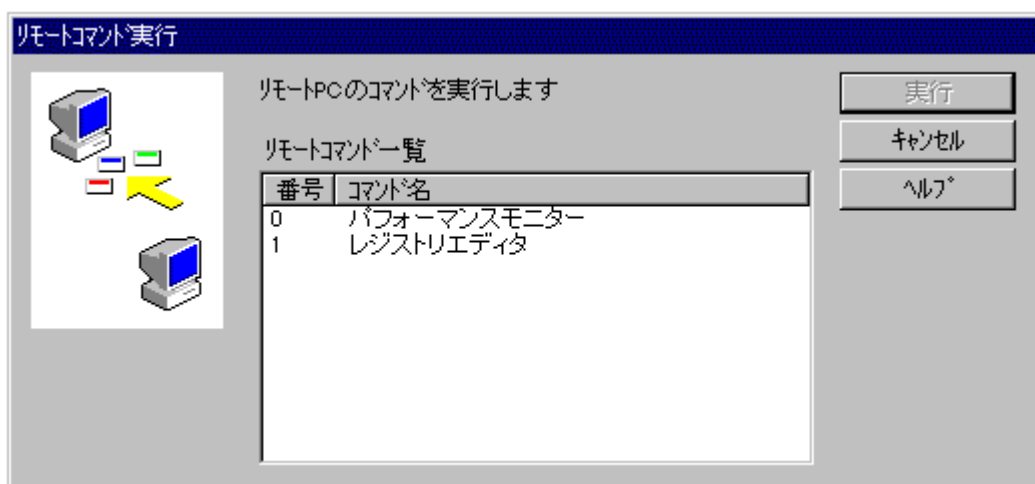 リモートコマンド実行
リモートPCのコマンドを実行します
実行
キャンセル
リモートコマンド一覧
ヘルプ
番号 コマンド名
0 パフォーマンスモニター
1 レジストリエディタ